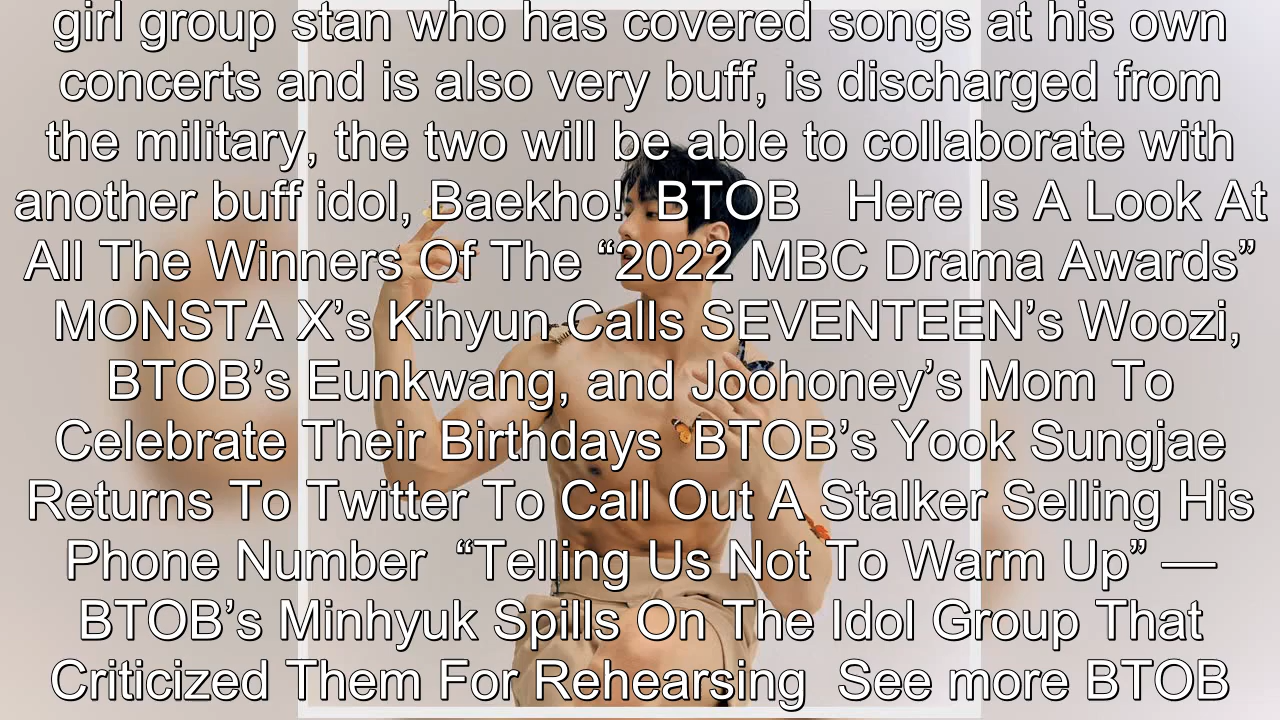 girl group stan who has covered songs at his own
concerts and is also very buff, is discharged from
the military, the two will be able to collaborate with
another buff idol, Baekho!  BTOB   Here Is A Look At
All The Winners Of The “2022 MBC Drama Awards”
MONSTA X’s Kihyun Calls SEVENTEEN’s Woozi,
BTOB’s Eunkwang, and Joohoney’s Mom To
Celebrate Their Birthdays  BTOB’s Yook Sungjae
Returns To Twitter To Call Out A Stalker Selling His
Phone Number  “Telling Us Not To Warm Up” —
BTOB’s Minhyuk Spills On The Idol Group That
Criticized Them For Rehearsing  See more BTOB